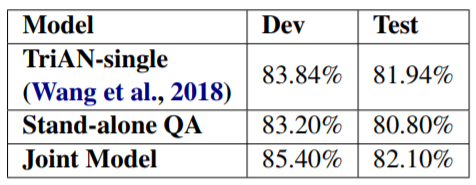 Model Dev Test
TriAN-single
(Wang et al., 2018) 83.84% 81.94%
Stand-alone QA 83.20% 80.80%
Joint Model 85.40% 82.10%